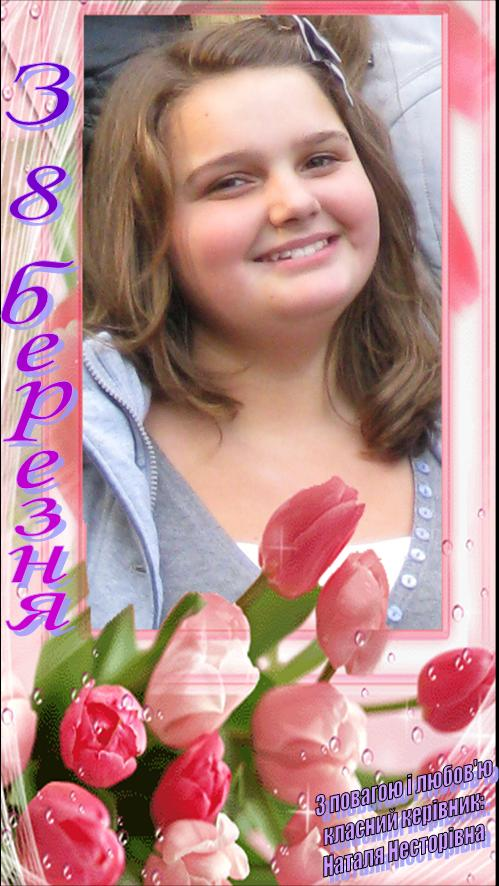 З 8 березня
З повагою і любов'ю
класний керівник:
Наталя Несторівна